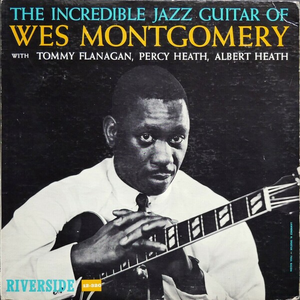 THE INCREDIBLE JAZZ GUITAR OF
WES MONTGOMERY
WITH TOMMY FLANAGAN, PERCY HEATH, ALBERT HEATH
RIVERSIDE